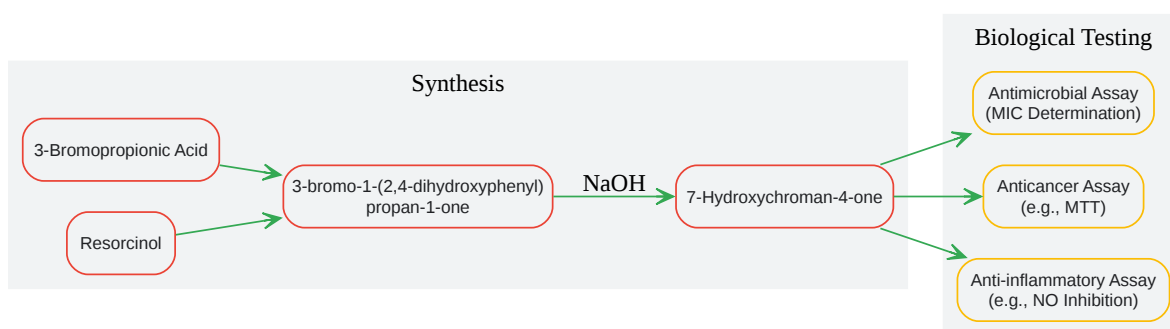 Synthesis
3-Bromopropionic Acid
Resorcinol
3-bromo-1-(2,4-dihydroxyphenyl)
propan-1-one
NaOH
7-Hydroxychroman-4-one
Biological Testing
Antimicrobial Assay
(MIC Determination)
Anticancer Assay
(e.g., MTT)
Anti-inflammatory Assay
(e.g., NO Inhibition)